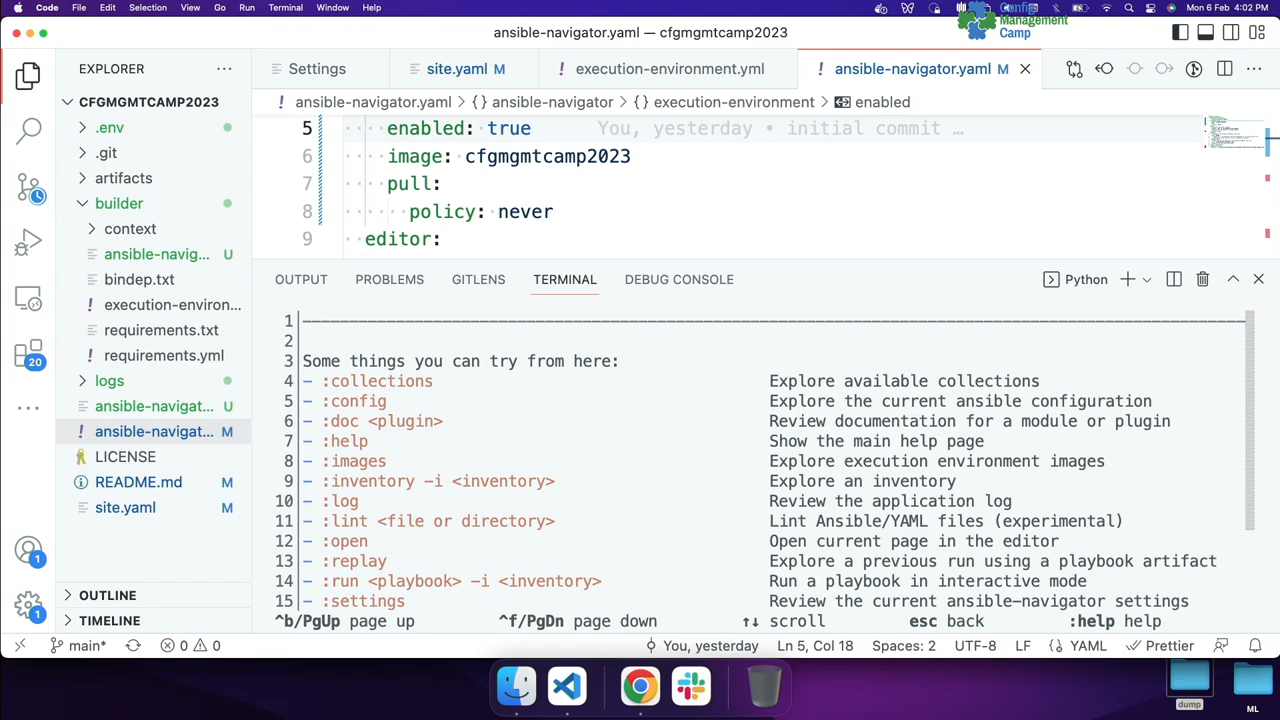 Code File Edit Selection View Go Run Terminal Window Help
Mon 6 Feb 4:02 PM
Config
Management
Camp
ansible-navigator.yaml — cfgmgmtcamp2023
EXPLORER
Settings
site.yaml M
execution-environment.yml
ansible-navigator.yaml M
CFGMGMTCAMP2023
ansible-navigator.yaml > {} ansible-navigator > {} execution-environment > enabled
.env
.git
artifacts
builder
context
ansible-navig... U
bindep.txt
execution-environ...
requirements.txt
requirements.yml
logs
ansible-navigat... U
ansible-navigat... M
LICENSE
README.md M
site.yaml M
OUTLINE
TIMELINE
20
1
1
5 enabled: true You, yesterday • initial commit …
6 image: cfgmgmtcamp2023
7 pull:
8 policy: never
9 editor:
OUTPUT PROBLEMS GITLENS TERMINAL DEBUG CONSOLE
Python
1
2
3 Some things you can try from here:
4 - :collections Explore available collections
5 - :config Explore the current ansible configuration
6 - :doc <plugin> Review documentation for a module or plugin
7 - :help Show the main help page
8 - :images Explore execution environment images
9 - :inventory -i <inventory> Explore an inventory
10 - :log Review the application log
11 - :lint <file or directory> Lint Ansible/YAML files (experimental)
12 - :open Open current page in the editor
13 - :replay Explore a previous run using a playbook artifact
14 - :run <playbook> -i <inventory> Run a playbook in interactive mode
15 - :settings Review the current ansible-navigator settings
^b/PgUp page up ^f/PgDn page down ↑↓ scroll esc back :help help
main* 0 0 You, yesterday Ln 5, Col 18 Spaces: 2 UTF-8 LF {} YAML Prettier
dump
ML